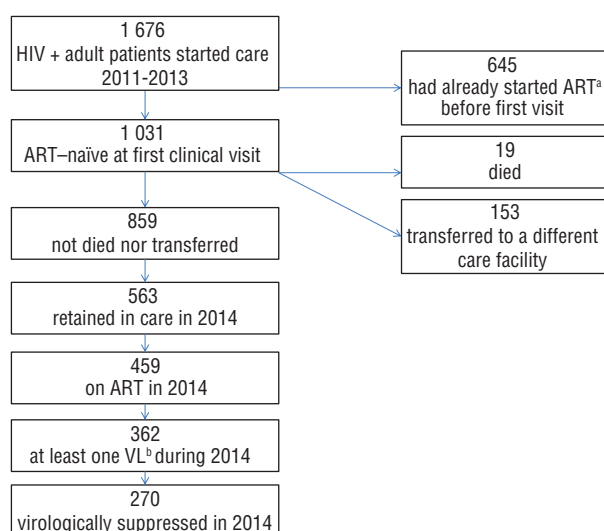 1 676
HIV + adult patients started care
2011-2013
645
had already started ARTᵃ
before first visit
1 031
ART–naïve at first clinical visit
19
died
859
not died nor transferred
153
transferred to a different
care facility
563
retained in care in 2014
459
on ART in 2014
362
at least one VLᵇ during 2014
270
virologically suppressed in 2014